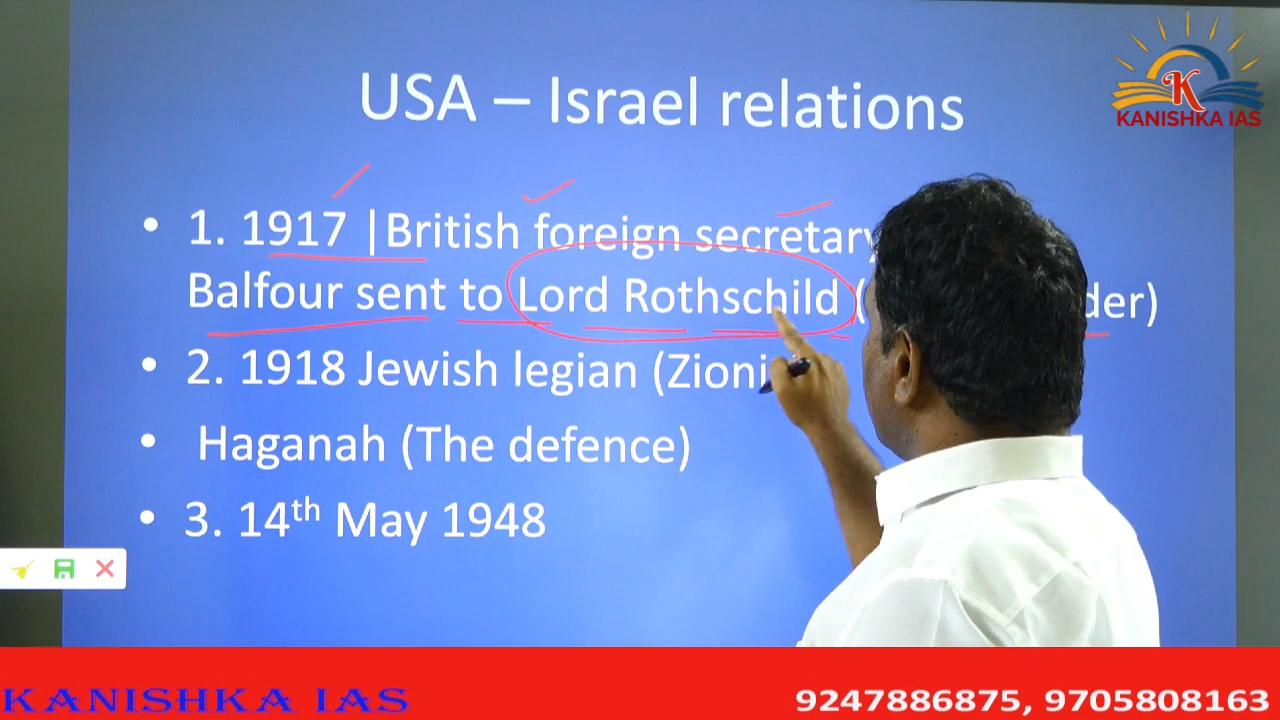 K
KANISHKA IAS
USA – Israel relations
• 1. 1917 |British foreign secretary
Balfour sent to Lord Rothschild ( der)
• 2. 1918 Jewish legian (Zioni
• Haganah (The defence)
• 3. 14th May 1948
KANISHKA IAS
9247886875, 9705808163